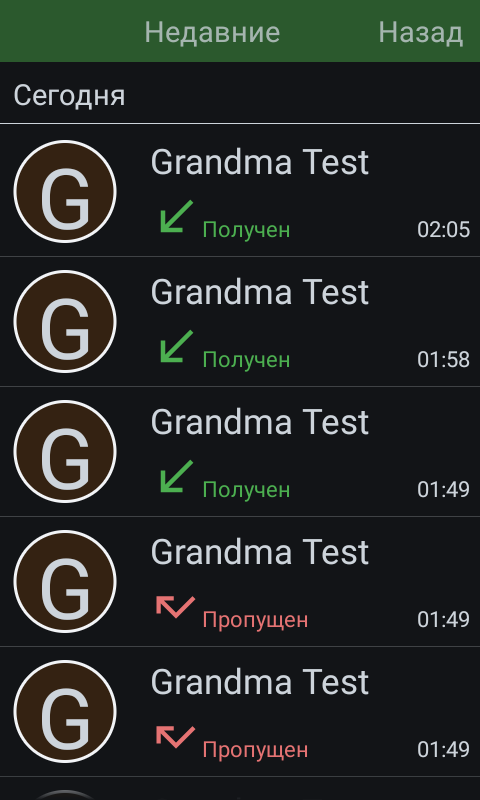 Недавние Назад
Сегодня
G
Grandma Test
Получен 02:05
G
Grandma Test
Получен 01:58
G
Grandma Test
Получен 01:49
G
Grandma Test
Пропущен 01:49
G
Grandma Test
Пропущен 01:49